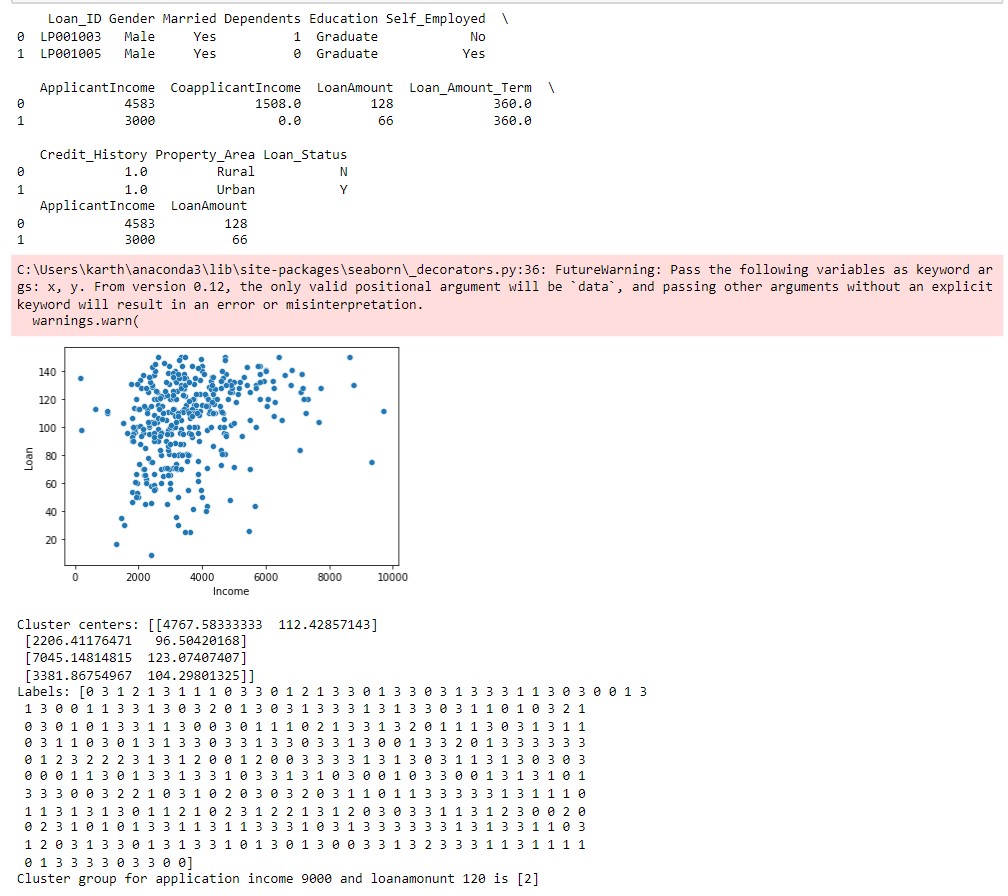 Loan_ID Gender Married Dependents Education Self_Employed \
0 LP001003 Male Yes 1 Graduate No
1 LP001005 Male Yes 0 Graduate Yes
ApplicantIncome CoapplicantIncome LoanAmount Loan_Amount_Term \
0 4583 1508.0 128 360.0
1 3000 0.0 66 360.0
Credit_History Property_Area Loan_Status
0 1.0 Rural N
1 1.0 Urban Y
ApplicantIncome LoanAmount
0 4583 128
1 3000 66
C:\Users\karth\anaconda3\lib\site-packages\seaborn\_decorators.py:36: FutureWarning: Pass the following variables as keyword ar
gs: x, y. From version 0.12, the only valid positional argument will be `data`, and passing other arguments without an explicit
keyword will result in an error or misinterpretation.
warnings.warn(
140
120
100
80
60
40
20
Loan
0 2000 4000 6000 8000 10000
Income
Cluster centers: [[4767.58333333 112.42857143]
[2206.41176471 96.50420168]
[7045.14814815 123.07407407]
[3381.86754967 104.29801325]]
Labels: [0 3 1 2 1 3 1 1 1 0 3 3 0 1 2 1 3 3 0 1 3 3 0 3 1 3 3 3 1 1 3 0 3 0 0 1 3
1 3 0 0 1 1 3 3 1 3 0 3 2 0 1 3 0 3 1 3 3 3 1 3 1 3 3 0 3 1 1 0 1 0 3 2 1
0 3 0 1 0 1 3 3 1 1 3 0 0 3 0 1 1 1 0 2 1 3 3 1 3 2 0 1 1 1 3 0 3 1 3 1 1
0 3 1 1 0 3 0 1 3 1 3 3 0 3 3 1 3 3 0 3 3 1 3 0 0 1 3 3 2 0 1 3 3 3 3 3 3
0 1 2 3 2 2 2 3 1 3 1 2 0 0 1 2 0 0 3 3 3 3 1 3 1 3 0 3 1 1 3 1 3 0 3 0 3
0 0 0 1 1 3 0 1 3 3 1 3 3 1 0 3 3 1 3 1 0 3 0 0 1 0 3 3 0 0 1 3 1 3 1 0 1
3 3 3 0 0 3 2 2 1 0 3 1 0 2 0 3 0 3 2 0 3 1 1 0 1 1 3 3 3 3 3 1 3 1 1 1 0
1 1 3 1 3 1 3 0 1 1 2 1 0 2 3 1 2 2 1 3 1 2 0 3 0 3 3 1 1 3 1 2 3 0 0 2 0
0 2 3 1 0 1 0 1 3 3 1 1 3 1 1 3 3 3 1 0 3 1 3 3 3 3 3 3 1 3 1 3 3 1 1 0 3
1 2 0 3 1 3 3 0 1 3 1 3 3 1 0 1 3 0 1 3 0 0 3 3 1 3 2 3 3 3 1 1 3 1 1 1 1
0 1 3 3 3 3 0 3 3 0 0]
Cluster group for application income 9000 and loanamonunt 120 is [2]